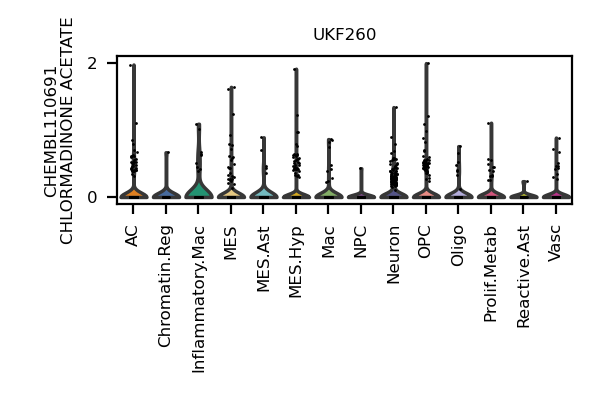 UKF260
CHEMBL110691
CHLORMADINONE ACETATE
2
0
AC
Chromatin.Reg
Inflammatory.Mac
MES
MES.Ast
MES.Hyp
Mac
NPC
Neuron
OPC
Oligo
Prolif.Metab
Reactive.Ast
Vasc